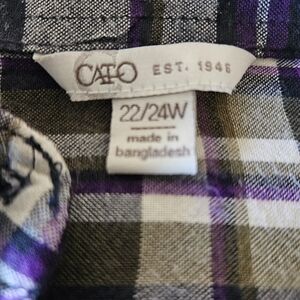 CATO EST. 1946
22/24W
made in
bangladesh